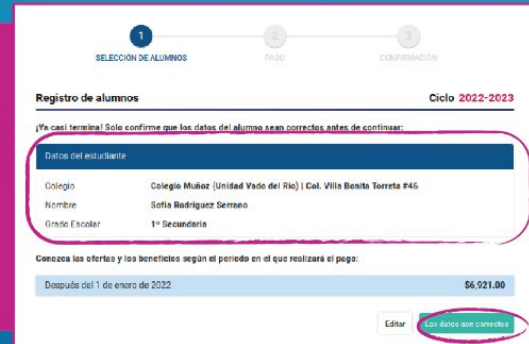 1 2 3
SELECCIÓN DE ALUMNOS PAGO CONFIRMACIÓN
Registro de alumnos Ciclo 2022-2023
¡Ya casi termina! Solo confirme que los datos del alumno sean correctos antes de continuar:
Datos del estudiante
Colegio Colegio Muñoz (Unidad Vado del Río) | Col. Villa Bonita Torreta #46
Nombre Sofía Rodríguez Serrano
Grado Escolar 1º Secundaria
Conozca las ofertas y los beneficios según el periodo en el que realizará el pago:
Después del 1 de enero de 2022 $6,921.00
Editar Los datos son correctos